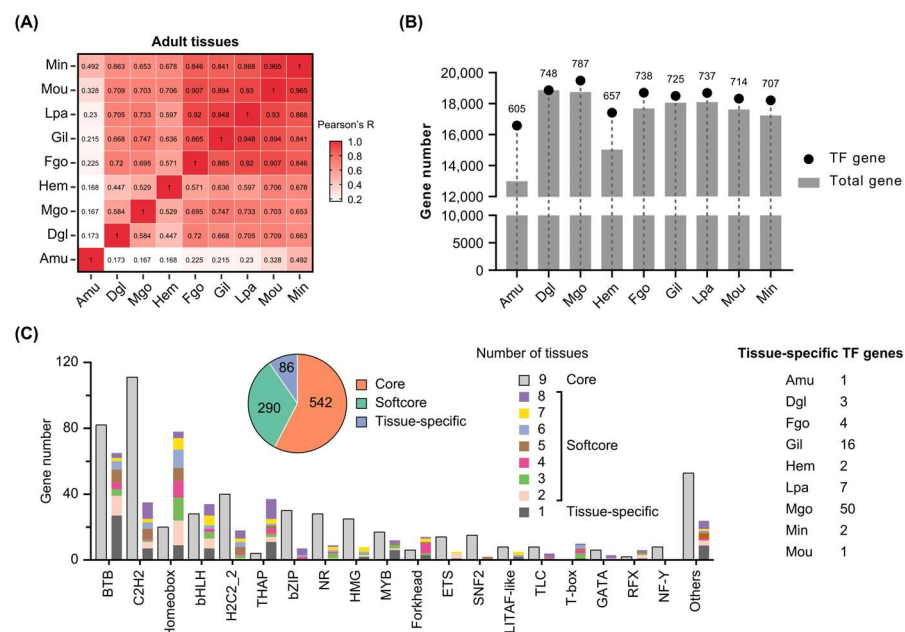 (A)
Adult tissues
Min 0.492 0.663 0.653 0.678 0.846 0.841 0.868 0.965 1
Mou 0.328 0.709 0.703 0.706 0.907 0.894 0.93 1 0.965
Lpa 0.23 0.705 0.733 0.597 0.92 0.948 1 0.93 0.868
Gil 0.215 0.668 0.747 0.636 0.865 1 0.948 0.894 0.841
Fgo 0.225 0.72 0.695 0.571 1 0.865 0.92 0.907 0.846
Hem 0.168 0.447 0.529 1 0.571 0.636 0.597 0.706 0.678
Mgo 0.167 0.584 1 0.529 0.695 0.747 0.733 0.703 0.653
Dgl 0.173 1 0.584 0.447 0.72 0.668 0.705 0.709 0.663
Amu 1 0.173 0.167 0.168 0.225 0.215 0.23 0.328 0.492
Amu Dgl Mgo Hem Fgo Gil Lpa Mou Min
Pearson's R
1.0
0.8
0.6
0.4
0.2
(B)
Gene number
20,000
18,000
16,000
14,000
12,000
10,000
5000
0
605 748 787 657 738 725 737 714 707
Amu Dgl Mgo Hem Fgo Gil Lpa Mou Min
TF gene
Total gene
(C)
Gene number
120
80
40
0
BTB C2H2 Homeobox bHLH H2C2_2 THAP bZIP NR HMG MYB Forkhead ETS SNF2 LITAF-like TLC T-box GATA RFX NF-Y Others
86
290
542
Core
Softcore
Tissue-specific
Number of tissues
9 Core
8
7
6
5 Softcore
4
3
2
1 Tissue-specific
Tissue-specific TF genes
Amu 1
Dgl 3
Fgo 4
Gil 16
Hem 2
Lpa 7
Mgo 50
Min 2
Mou 1